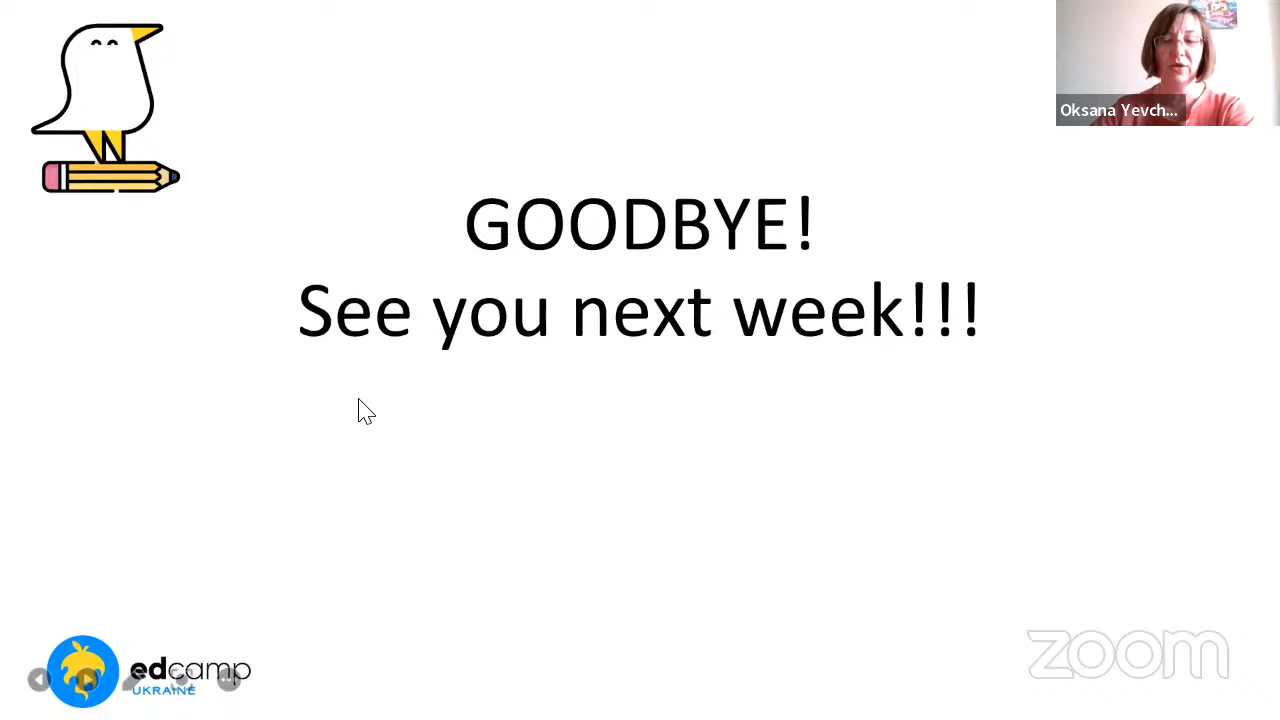 Oksana Yevch...
GOODBYE!
See you next week!!!
edcamp
UKRAINE
zoom